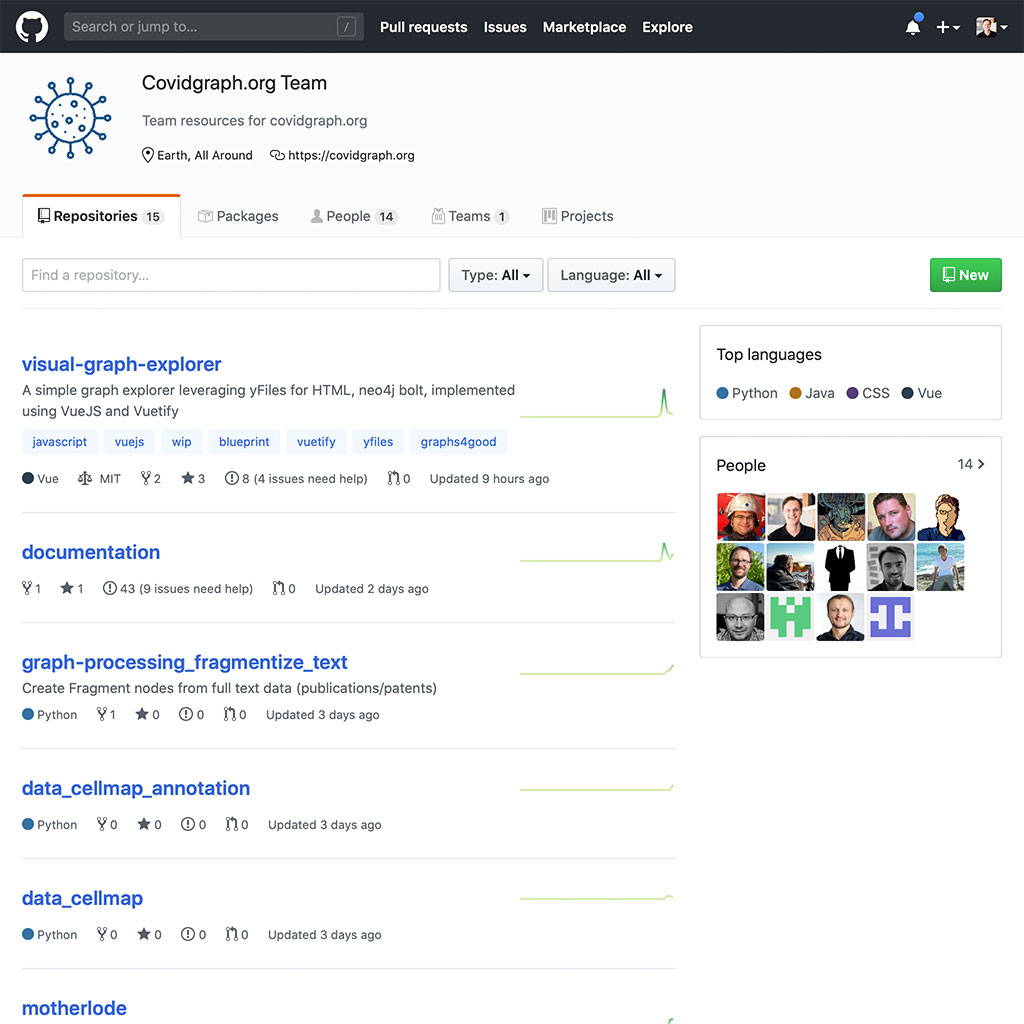 Search or jump to... /
Pull requests Issues Marketplace Explore
Covidgraph.org Team
Team resources for covidgraph.org
Earth, All Around https://covidgraph.org
Repositories 15 Packages People 14 Teams 1 Projects
Find a repository... Type: All Language: All New
visual-graph-explorer
A simple graph explorer leveraging yFiles for HTML, neo4j bolt, implemented
using VueJS and Vuetify
javascript vuejs wip blueprint vuetify yfiles graphs4good
Vue MIT 2 3 8 (4 issues need help) 0 Updated 9 hours ago
documentation
1 1 43 (9 issues need help) 0 Updated 2 days ago
graph-processing_fragmentize_text
Create Fragment nodes from full text data (publications/patents)
Python 1 0 0 0 Updated 3 days ago
data_cellmap_annotation
Python 0 0 0 0 Updated 3 days ago
data_cellmap
Python 0 0 0 0 Updated 3 days ago
motherlode
Top languages
Python Java CSS Vue
People 14